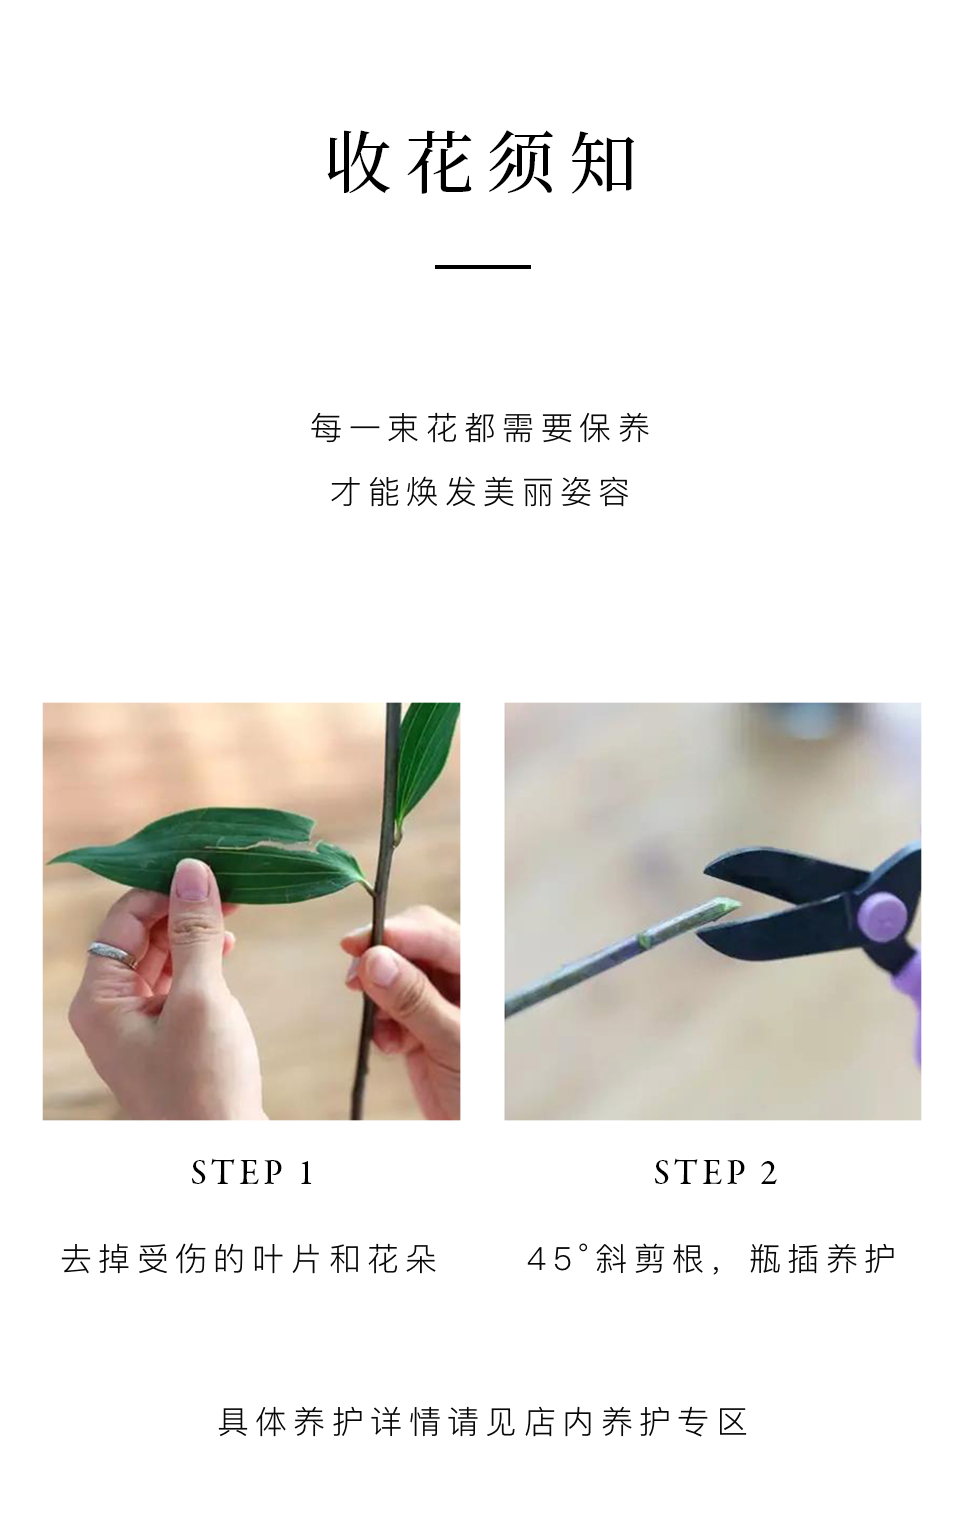 收花须知
每一束花都需要保养
才能焕发美丽姿容
STEP 1
去掉受伤的叶片和花朵
STEP 2
45°斜剪根，瓶插养护
具体养护详情请见店内养护专区